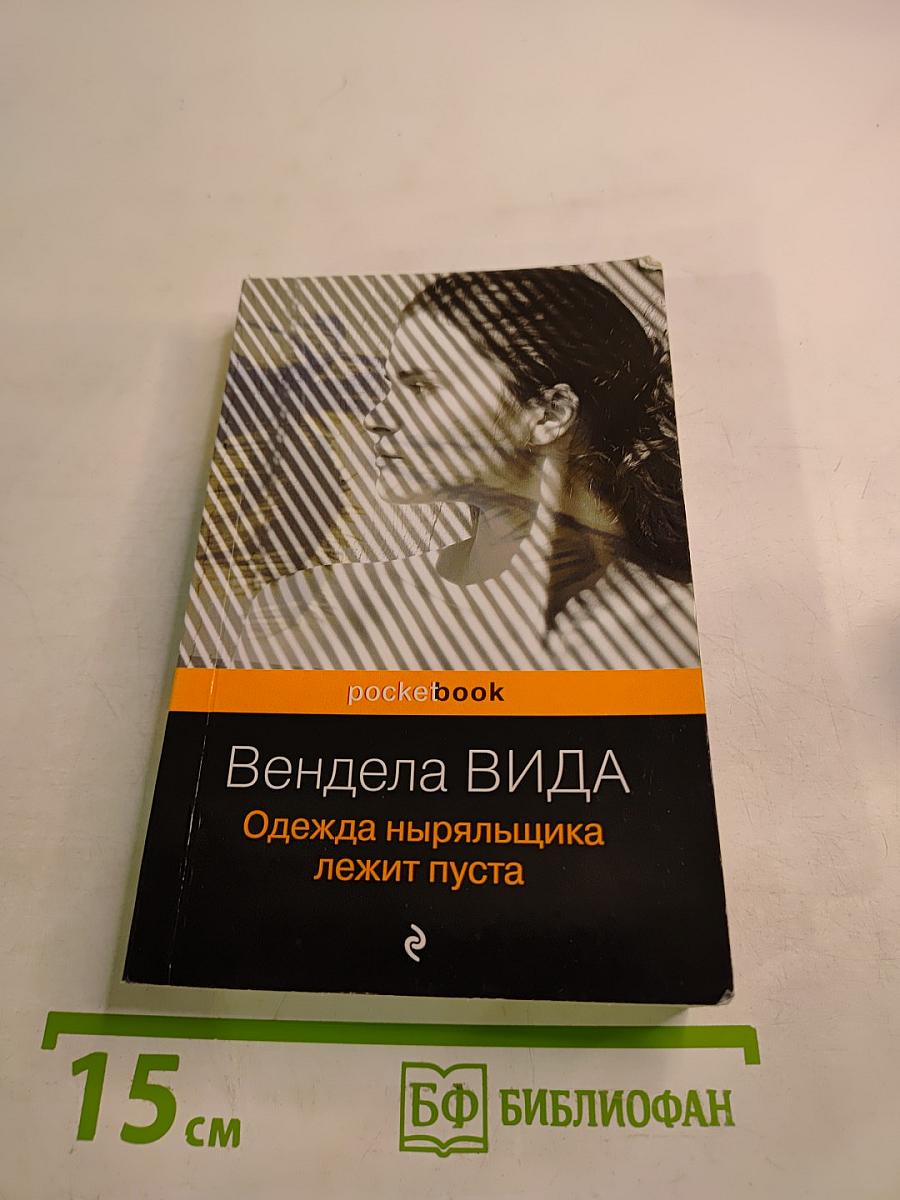 pocketbook
Вендела ВИДА
Одежда ныряльщика
лежит пуста
15 см
БФ БИБЛИОФАН